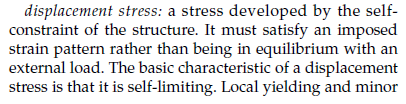 displacement stress: a stress developed by the self-
constraint of the structure. It must satisfy an imposed
strain pattern rather than being in equilibrium with an
external load. The basic characteristic of a displacement
stress is that it is self-limiting. Local yielding and minor